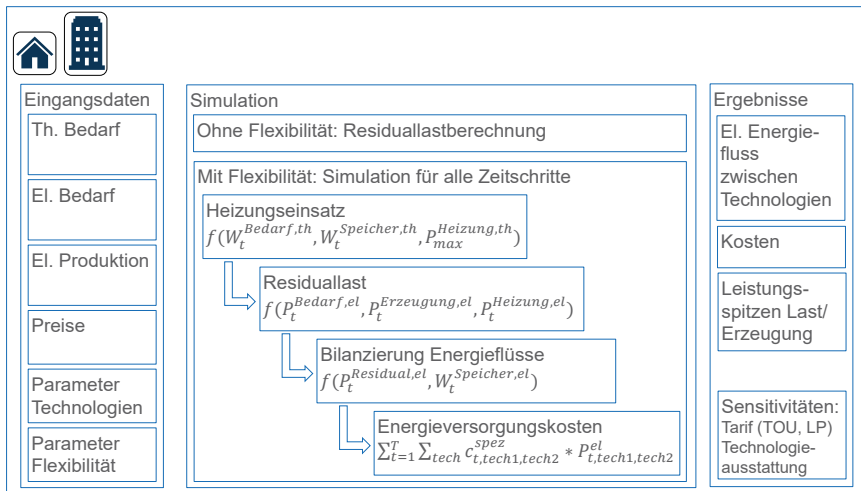 Eingangsdaten
Th. Bedarf
El. Bedarf
El. Produktion
Preise
Parameter
Technologien
Parameter
Flexibilität
Simulation
Ohne Flexibilität: Residuallastberechnung
Mit Flexibilität: Simulation für alle Zeitschritte
Heizungseinsatz
$f(W_t^{Bedarf,th}, W_t^{Speicher,th}, P_{max}^{Heizung,th})$
Residuallast
$f(P_t^{Bedarf,el}, P_t^{Erzeugung,el}, P_t^{Heizung,el})$
Bilanzierung Energieflüsse
$f(P_t^{Residual,el}, W_t^{Speicher,el})$
Energieversorgungskosten
$\sum_{t=1}^{T} \sum_{tech} c_{t,tech1,tech2}^{spez} * P_{t,tech1,tech2}^{el}$
Ergebnisse
El. Energie-
fluss
zwischen
Technologien
Kosten
Leistungs-
spitzen Last/
Erzeugung
Sensitivitäten:
Tarif (TOU, LP)
Technologie-
ausstattung